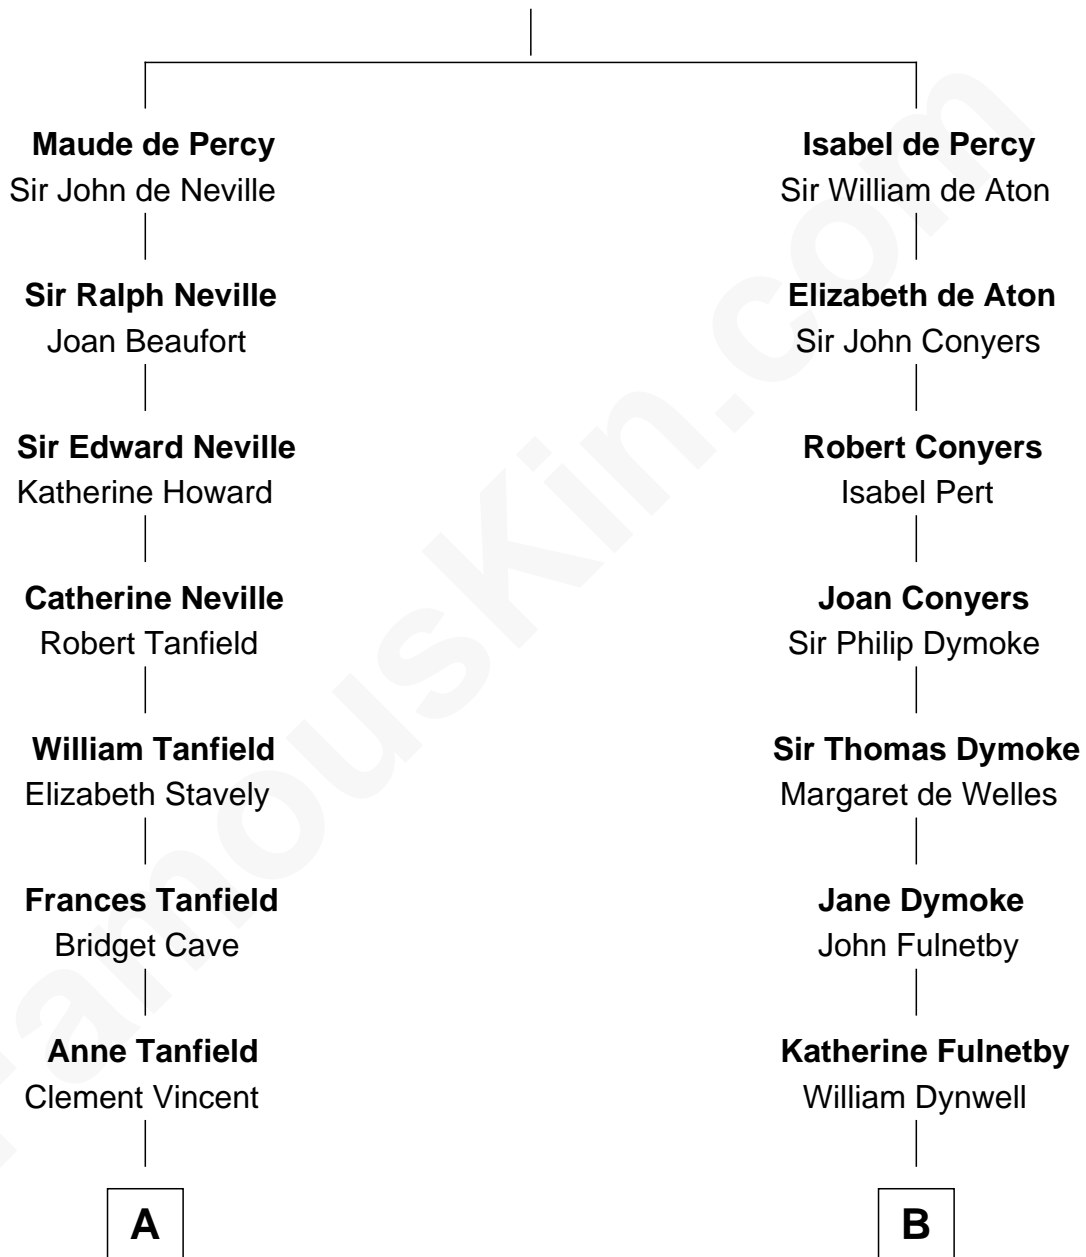 Maude de Percy
Sir John de Neville
Sir Ralph Neville
Joan Beaufort
Sir Edward Neville
Katherine Howard
Catherine Neville
Robert Tanfield
William Tanfield
Elizabeth Stavely
Frances Tanfield
Bridget Cave
Anne Tanfield
Clement Vincent
A
Isabel de Percy
Sir William de Aton
Elizabeth de Aton
Sir John Conyers
Robert Conyers
Isabel Pert
Joan Conyers
Sir Philip Dymoke
Sir Thomas Dymoke
Margaret de Welles
Jane Dymoke
John Fulnetby
Katherine Fulnetby
William Dynwell
B
FamousKin.com